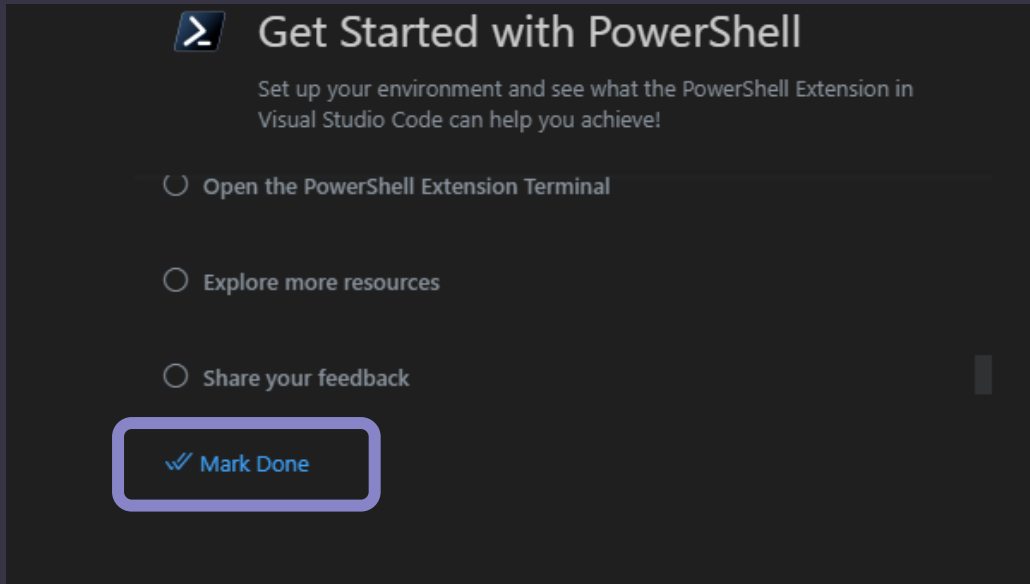 Get Started with PowerShell
Set up your environment and see what the PowerShell Extension in
Visual Studio Code can help you achieve!
Open the PowerShell Extension Terminal
Explore more resources
Share your feedback
Mark Done